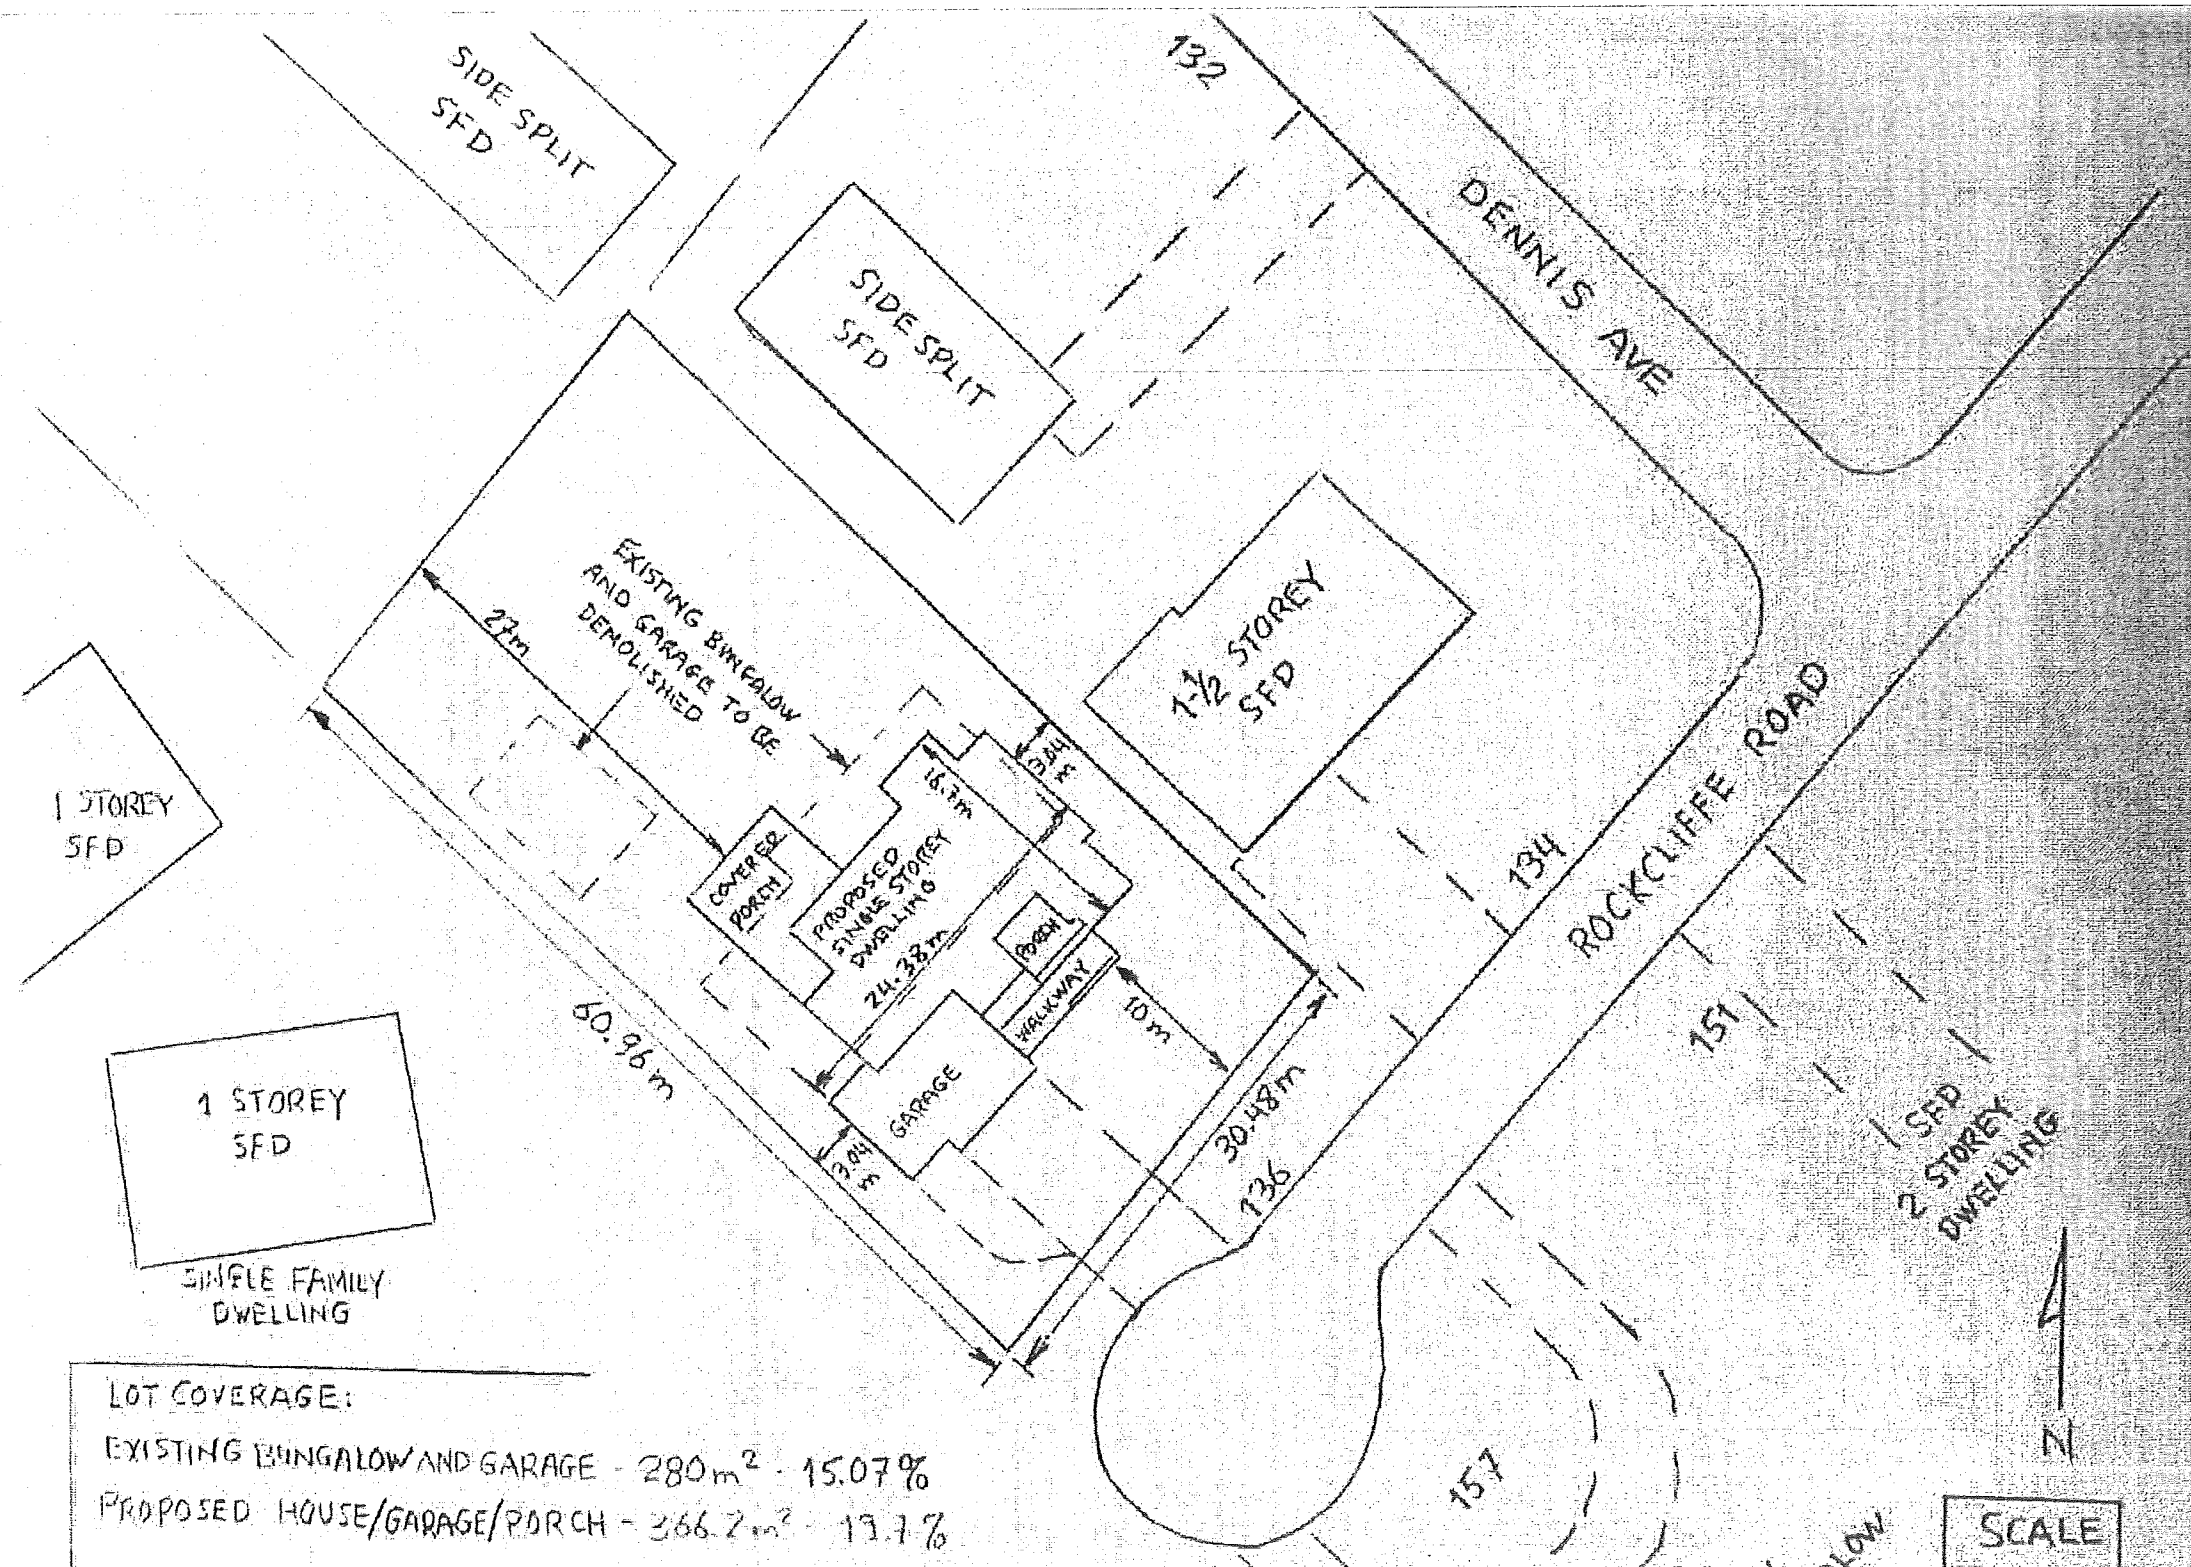 SIDE SPLIT
SFD
132
DENNIS AVE
SIDE SPLIT
SFD
EXISTING BUNGALOW
AND GARAGE TO BE
DEMOLISHED
27m
1-1/2 STOREY
SFD
3.04
m
16.7m
1 STOREY
SFD
COVERED
PORCH
PROPOSED
SINGLE STOREY
DWELLING
24.38m
PORCH
WALKWAY
10 m
134
ROCKCLIFFE ROAD
151
SFD
2 STOREY
DWELLING
60.96 m
GARAGE
3.04
m
30.48m
136
1 STOREY
SFD
SINGLE FAMILY
DWELLING
N
157
LOT COVERAGE:
EXISTING BUNGALOW AND GARAGE - 280m² - 15.07%
PROPOSED HOUSE/GARAGE/PORCH - 366.2m² - 19.7%
SCALE